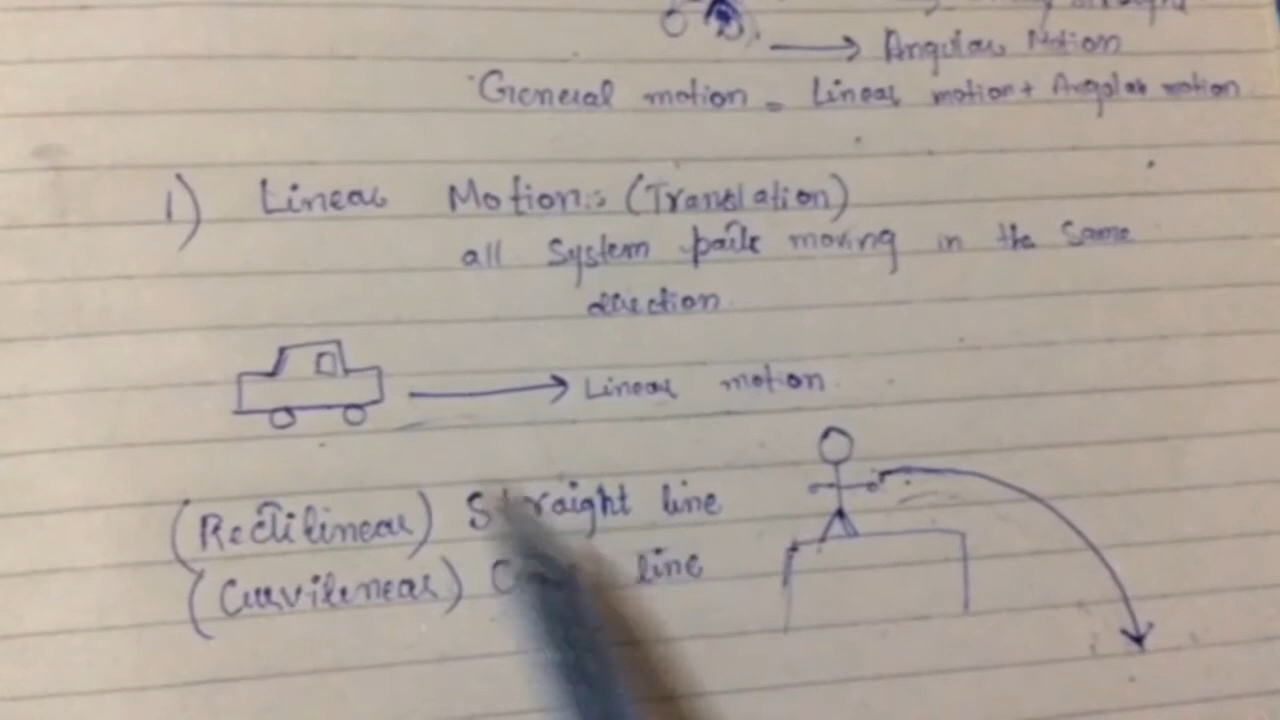 → Angular Motion
General motion = Linear motion + Angular motion
1) Linear Motion: (Translation)
all System parts moving in the same
direction.
→ Linear motion.
(Rectilinear) Straight line
(Curvilinear) line